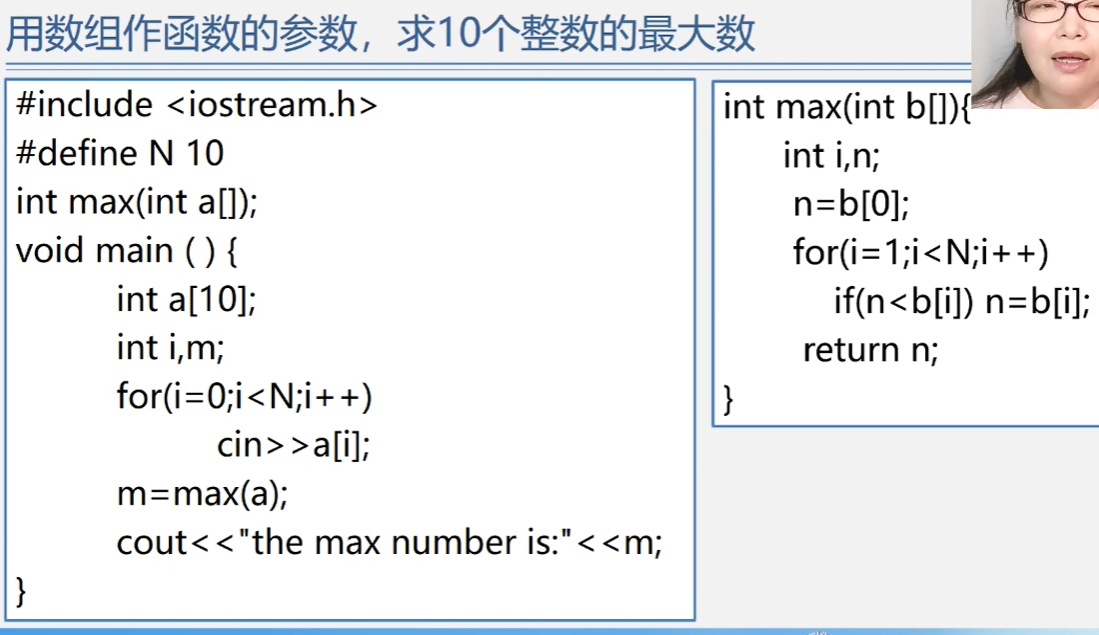 用数组作函数的参数，求10个整数的最大数
#include <iostream.h>
#define N 10
int max(int a[]);
void main ( ) {
int a[10];
int i,m;
for(i=0;i<N;i++)
cin>>a[i];
m=max(a);
cout<<"the max number is:"<<m;
}
int max(int b[]){
int i,n;
n=b[0];
for(i=1;i<N;i++)
if(n<b[i]) n=b[i];
return n;
}